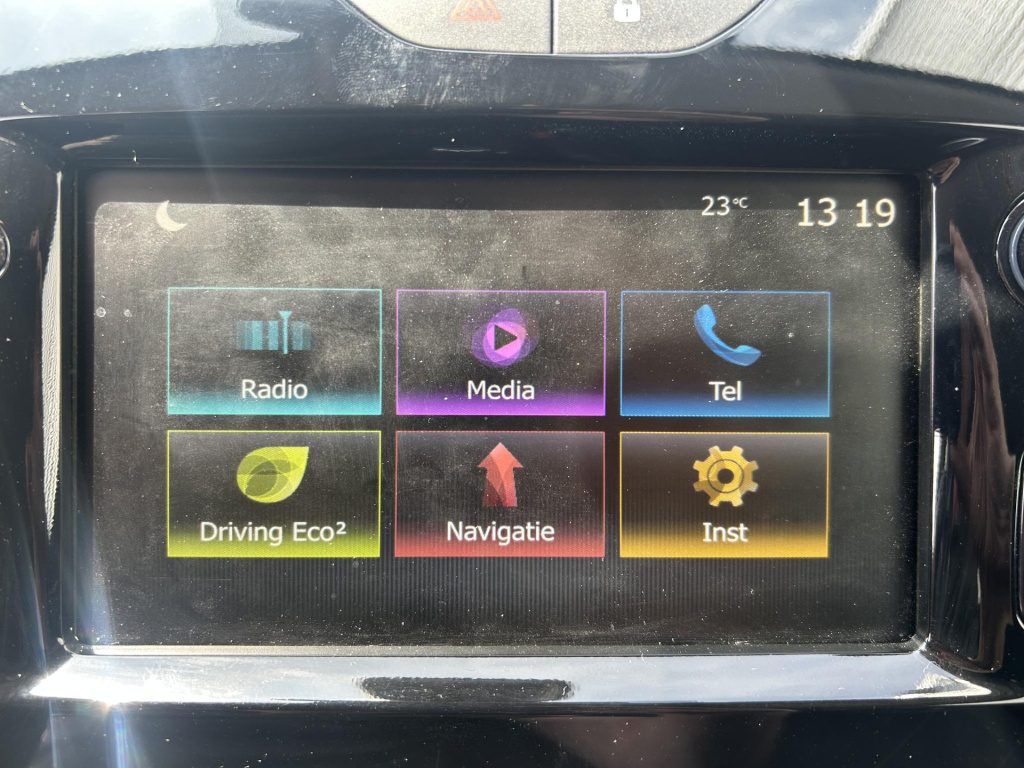 23°C 13 19
Radio Media Tel
Driving Eco² Navigatie Inst